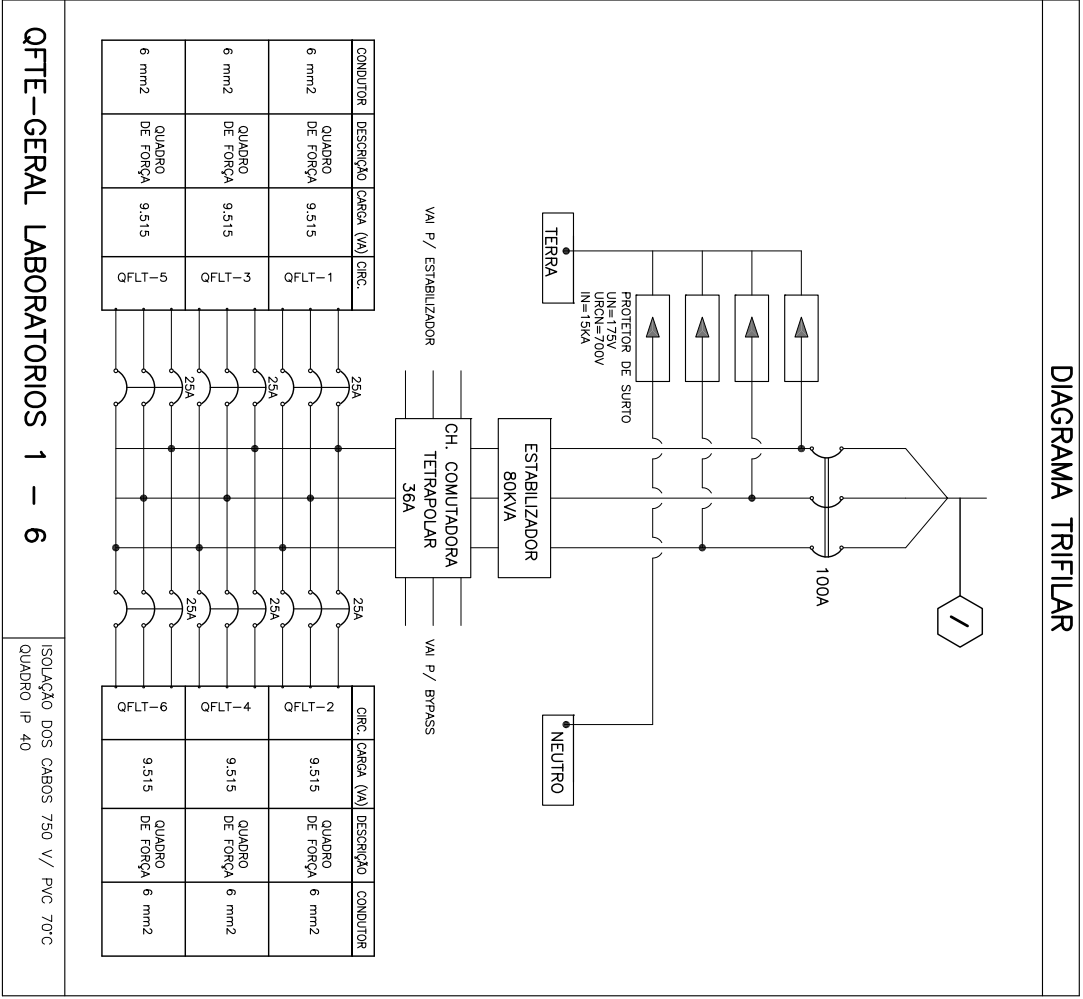 DIAGRAMA TRIFILAR
100A
PROTETOR DE SURTO
UN=175V
URCN=700V
IN=15KA
TERRA
NEUTRO
ESTABILIZADOR
80KVA
VAI P/ ESTABILIZADOR
CH. COMUTADORA
TETRAPOLAR
36A
VAI P/ BYPASS
CONDUTOR DESCRIÇÃO CARGA (VA) CIRC.
6 mm2 QUADRO DE FORÇA 9.515 QFLT-1
6 mm2 QUADRO DE FORÇA 9.515 QFLT-3
6 mm2 QUADRO DE FORÇA 9.515 QFLT-5
25A
25A
25A
25A
25A
25A
CIRC. CARGA (VA) DESCRIÇÃO CONDUTOR
QFLT-2 9.515 QUADRO DE FORÇA 6 mm2
QFLT-4 9.515 QUADRO DE FORÇA 6 mm2
QFLT-6 9.515 QUADRO DE FORÇA 6 mm2
QFTE-GERAL LABORATORIOS 1 - 6
ISOLAÇÃO DOS CABOS 750 V/ PVC 70°C
QUADRO IP 40